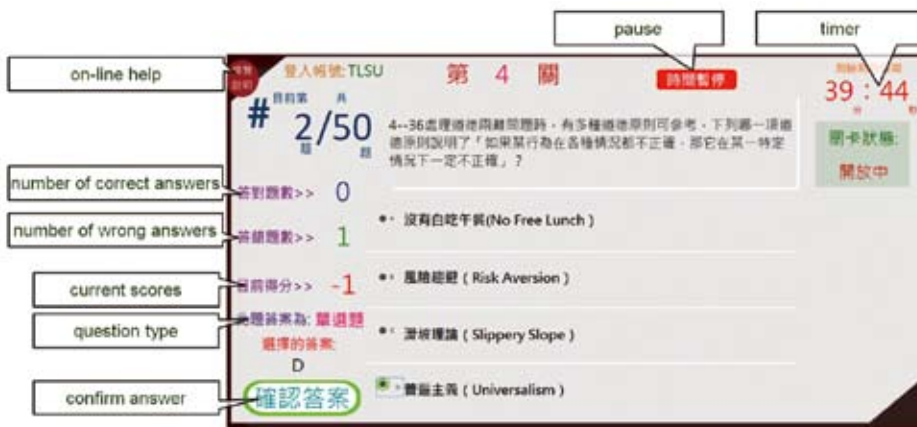 pause
timer
on-line help
登入帳號:TLSU
第 4 關
時間暫停
39 : 44
分
秒
目前第
共
# 2/50
題
題
4--36處理道德兩難問題時，有多種道德原則可參考，下列哪一項道
德原則說明了「如果某行為在各種情況都不正確，那它在某一特定
情況下一定不正確」？
關卡狀態:
開放中
number of correct answers
答對題數>> 0
沒有白吃午餐(No Free Lunch )
number of wrong answers
答錯題數>> 1
current scores
目前得分>> -1
風險趨避 ( Risk Aversion )
question type
此題答案為: 單選題
滑坡理論 ( Slippery Slope )
選擇的答案:
D
confirm answer
確認答案
普遍主義 ( Universalism )